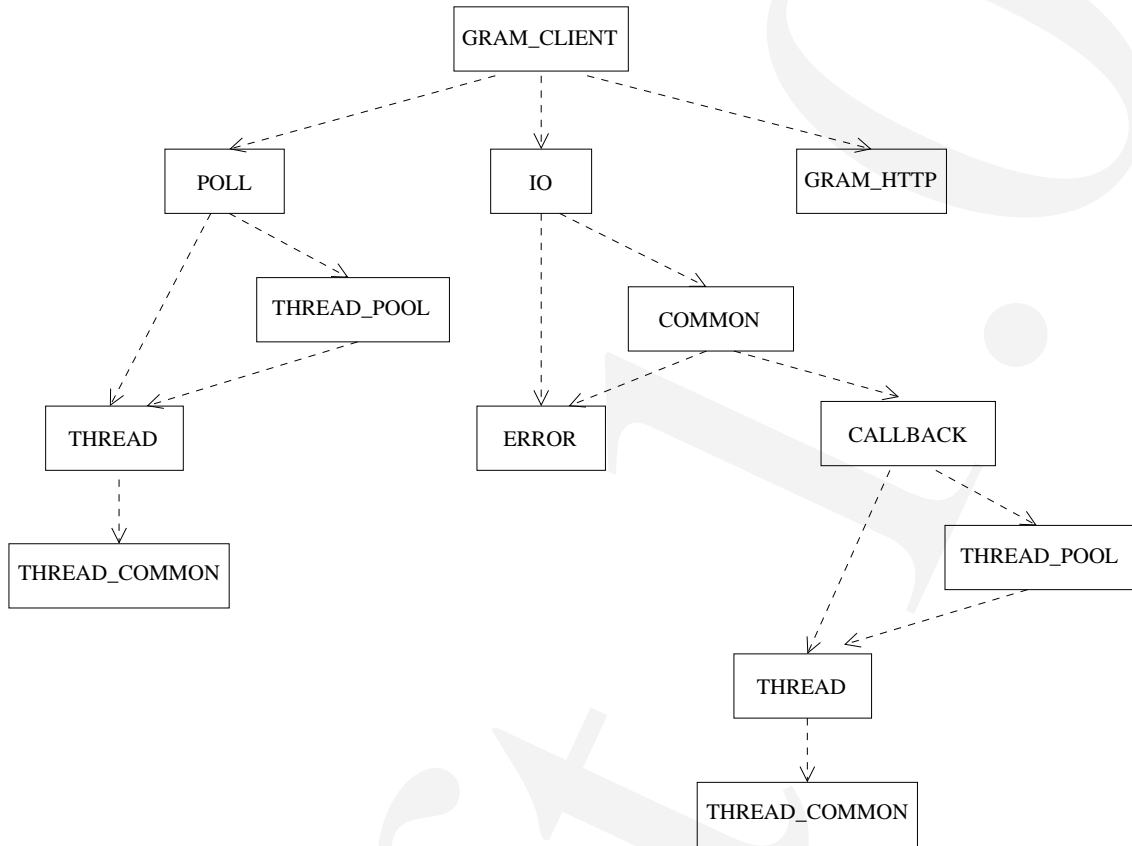 GRAM_CLIENT
POLL
IO
GRAM_HTTP
THREAD_POOL
COMMON
THREAD
ERROR
CALLBACK
THREAD_COMMON
THREAD_POOL
THREAD
THREAD_COMMON